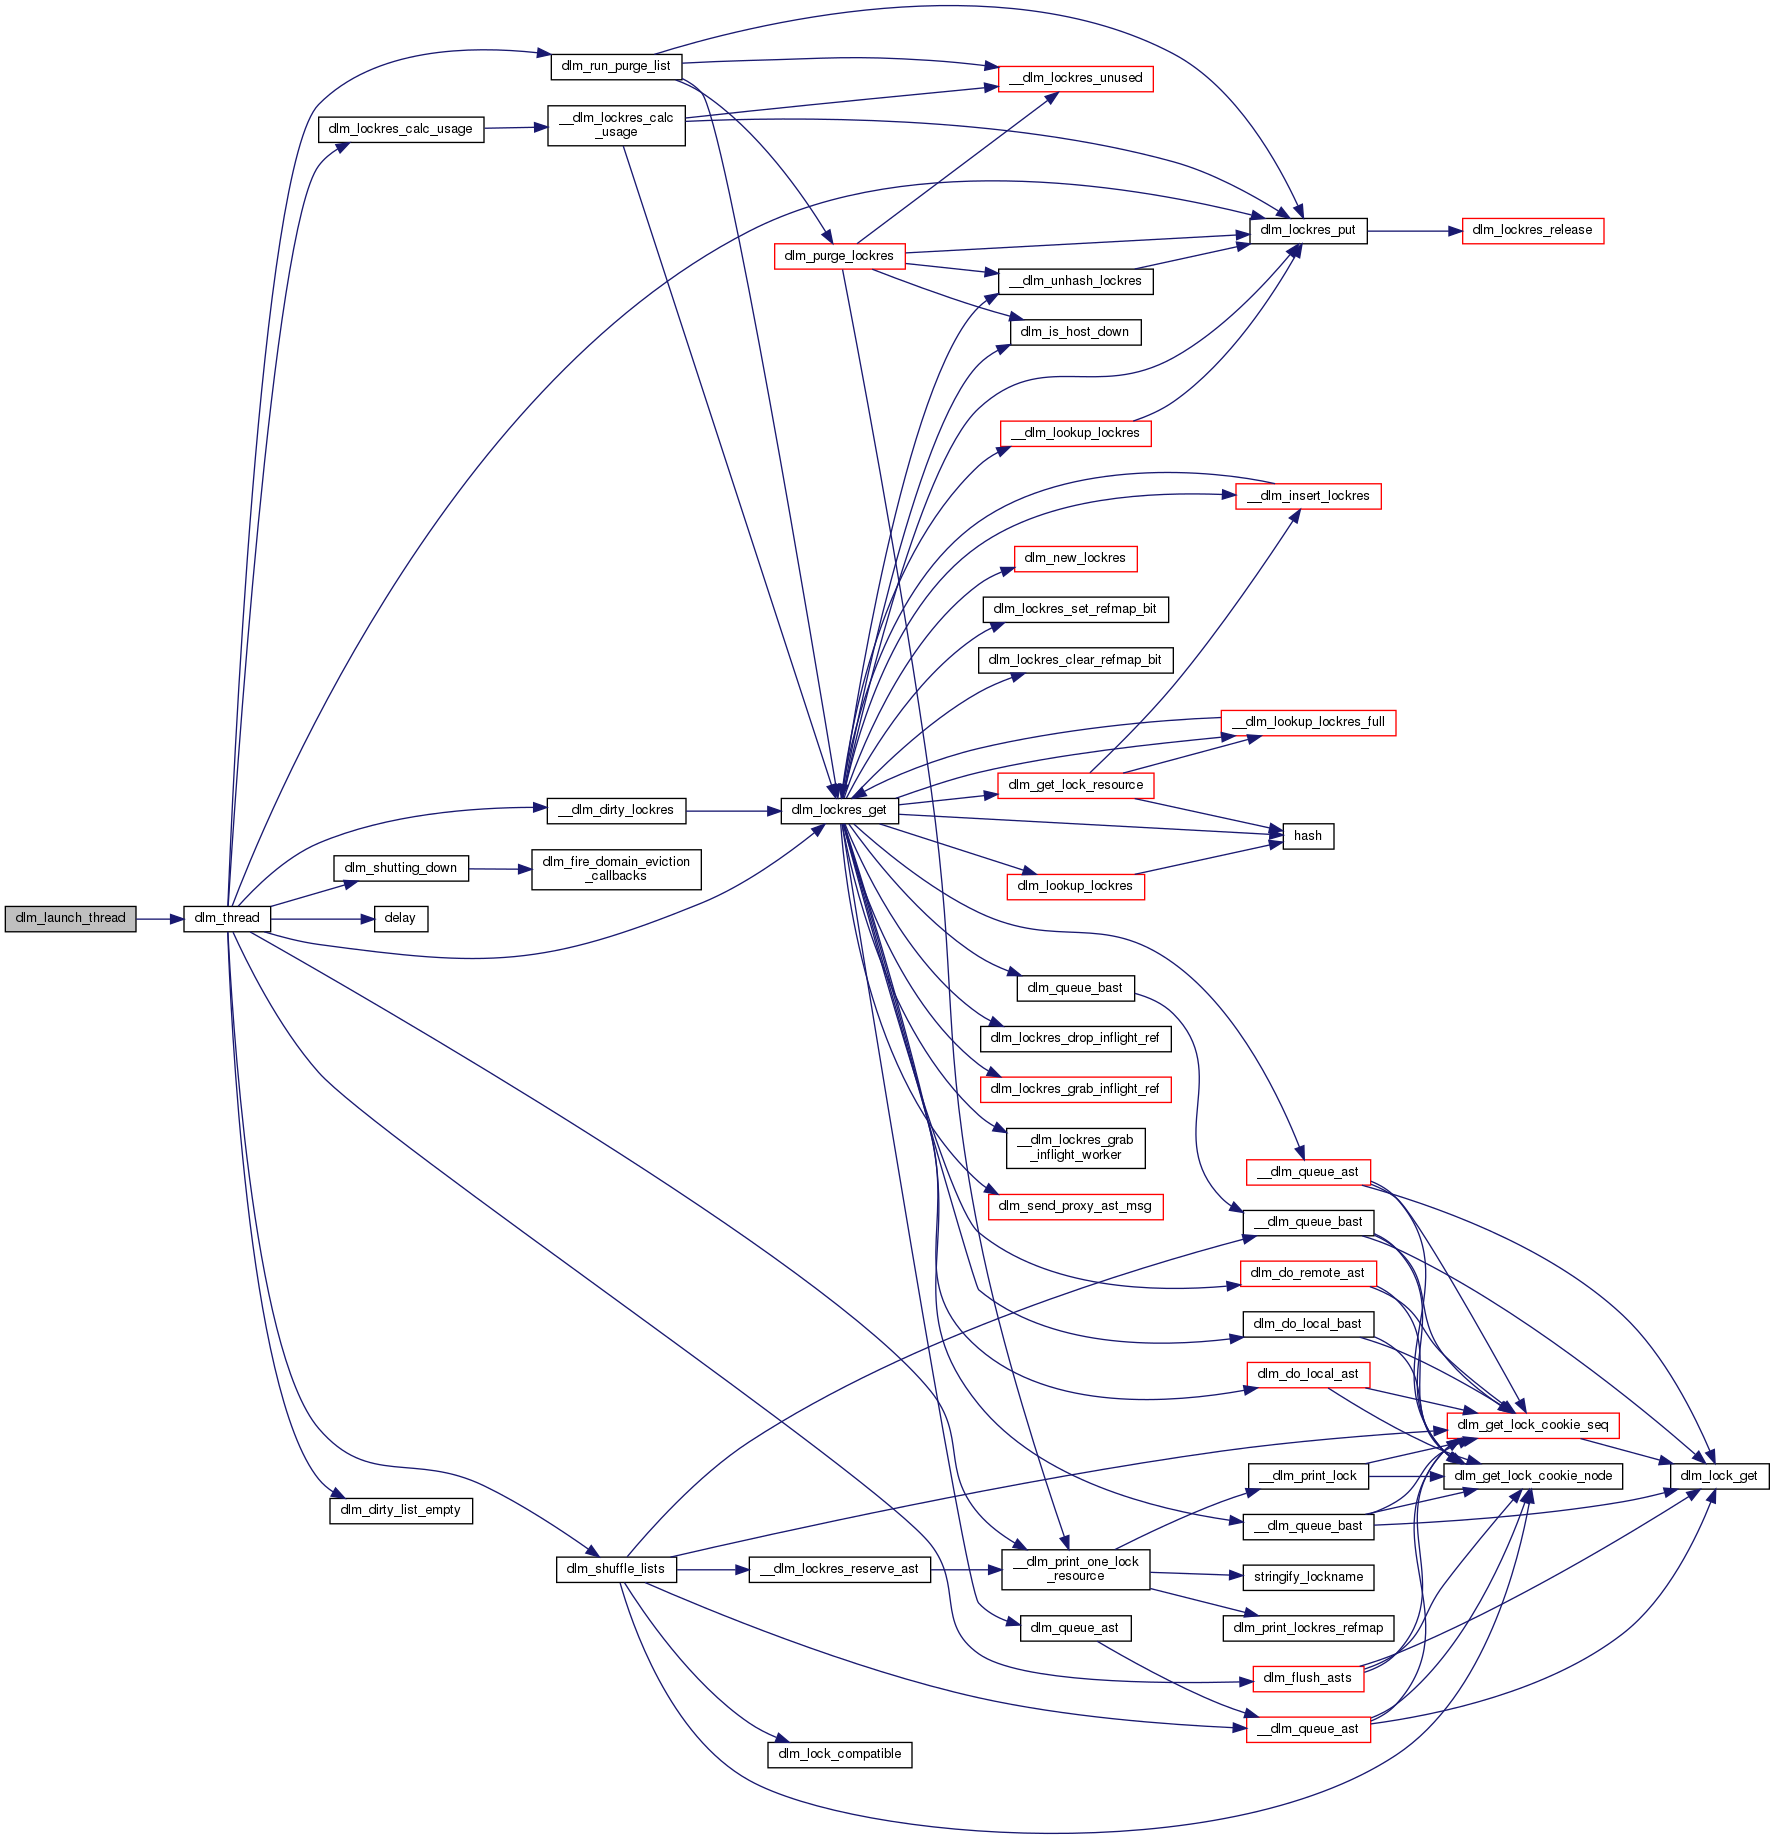 dlm_run_purge_list
__dlm_lockres_unused
dlm_lockres_calc_usage
__dlm_lockres_calc
_usage
dlm_lockres_put
dlm_lockres_release
dlm_purge_lockres
__dlm_unhash_lockres
dlm_is_host_down
__dlm_lookup_lockres
__dlm_insert_lockres
dlm_new_lockres
dlm_lockres_set_refmap_bit
dlm_lockres_clear_refmap_bit
__dlm_lookup_lockres_full
dlm_get_lock_resource
__dlm_dirty_lockres
dlm_lockres_get
hash
dlm_shutting_down
dlm_fire_domain_eviction
_callbacks
dlm_lookup_lockres
dlm_launch_thread
dlm_thread
delay
dlm_queue_bast
dlm_lockres_drop_inflight_ref
dlm_lockres_grab_inflight_ref
__dlm_lockres_grab
_inflight_worker
__dlm_queue_ast
dlm_send_proxy_ast_msg
__dlm_queue_bast
dlm_do_remote_ast
dlm_do_local_bast
dlm_do_local_ast
dlm_get_lock_cookie_seq
__dlm_print_lock
dlm_get_lock_cookie_node
dlm_lock_get
dlm_dirty_list_empty
__dlm_queue_bast
dlm_shuffle_lists
__dlm_lockres_reserve_ast
__dlm_print_one_lock
_resource
stringify_lockname
dlm_queue_ast
dlm_print_lockres_refmap
dlm_flush_asts
__dlm_queue_ast
dlm_lock_compatible